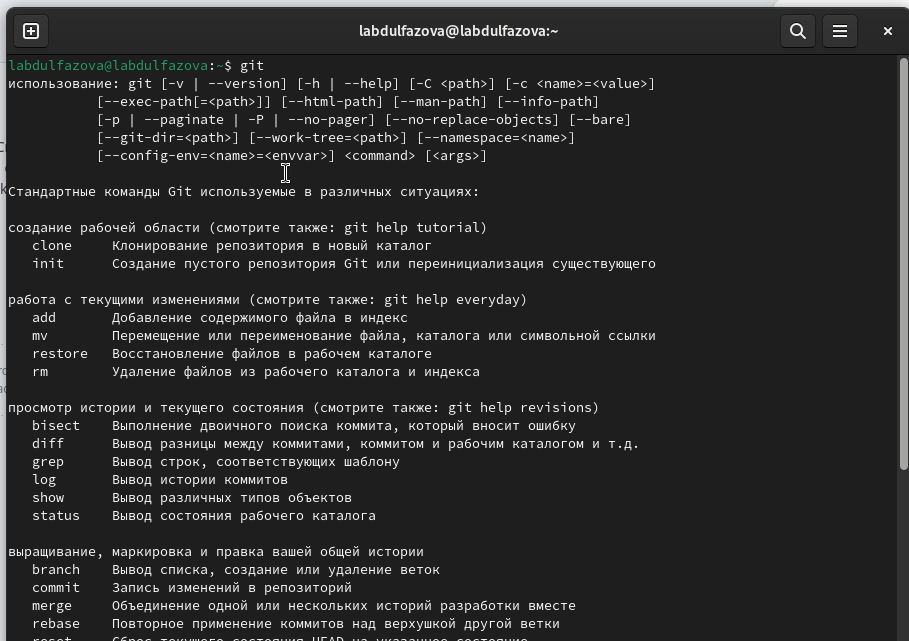 labdulfazova@labdulfazova:~
labdulfazova@labdulfazova:~$ git
использование: git [-v | --version] [-h | --help] [-C <path>] [-c <name>=<value>]
[--exec-path[=<path>]] [--html-path] [--man-path] [--info-path]
[-p | --paginate | -P | --no-pager] [--no-replace-objects] [--bare]
[--git-dir=<path>] [--work-tree=<path>] [--namespace=<name>]
[--config-env=<name>=<envvar>] <command> [<args>]
Стандартные команды Git используемые в различных ситуациях:
создание рабочей области (смотрите также: git help tutorial)
clone Клонирование репозитория в новый каталог
init Создание пустого репозитория Git или переинициализация существующего
работа с текущими изменениями (смотрите также: git help everyday)
add Добавление содержимого файла в индекс
mv Перемещение или переименование файла, каталога или символьной ссылки
restore Восстановление файлов в рабочем каталоге
rm Удаление файлов из рабочего каталога и индекса
просмотр истории и текущего состояния (смотрите также: git help revisions)
bisect Выполнение двоичного поиска коммита, который вносит ошибку
diff Вывод разницы между коммитами, коммитом и рабочим каталогом и т.д.
grep Вывод строк, соответствующих шаблону
log Вывод истории коммитов
show Вывод различных типов объектов
status Вывод состояния рабочего каталога
выращивание, маркировка и правка вашей общей истории
branch Вывод списка, создание или удаление веток
commit Запись изменений в репозиторий
merge Объединение одной или нескольких историй разработки вместе
rebase Повторное применение коммитов над верхушкой другой ветки
reset Сброс текущего состояния HEAD на указанное состояние